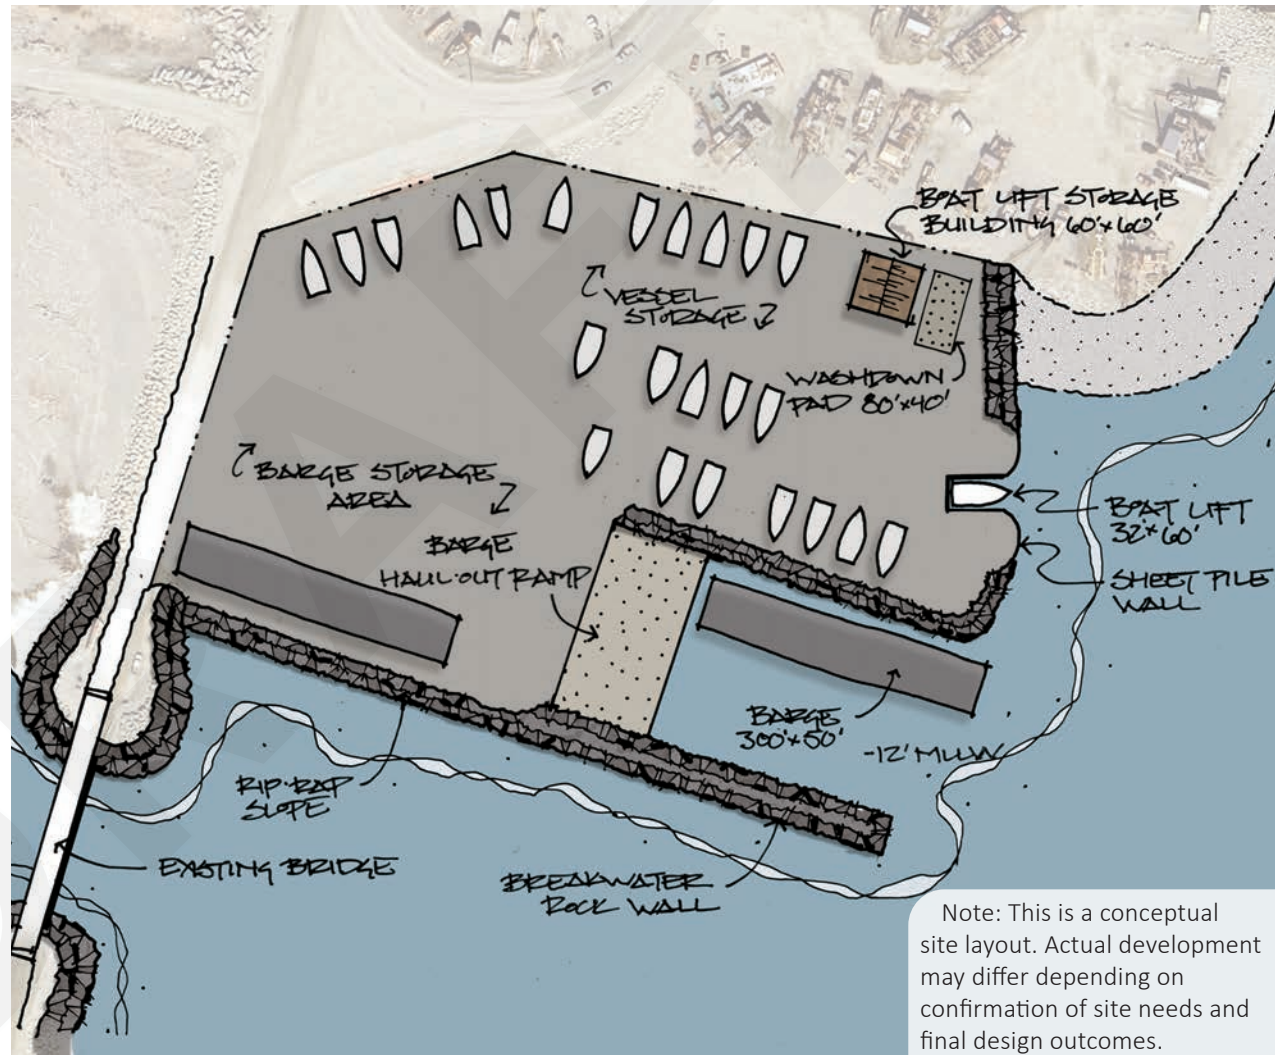 BOAT LIFT STORAGE
BUILDING 60'x60'
VESSEL
STORAGE
WASHDOWN
PAD 80'x40'
BARGE STORAGE
AREA
BARGE
HAUL-OUT RAMP
BOAT LIFT
32'x60'
SHEET PILE
WALL
BARGE
300'x50'
-12' MLLW
RIP-RAP
SLOPE
EXISTING BRIDGE
BREAKWATER
ROCK WALL
Note: This is a conceptual
site layout. Actual development
may differ depending on
confirmation of site needs and
final design outcomes.